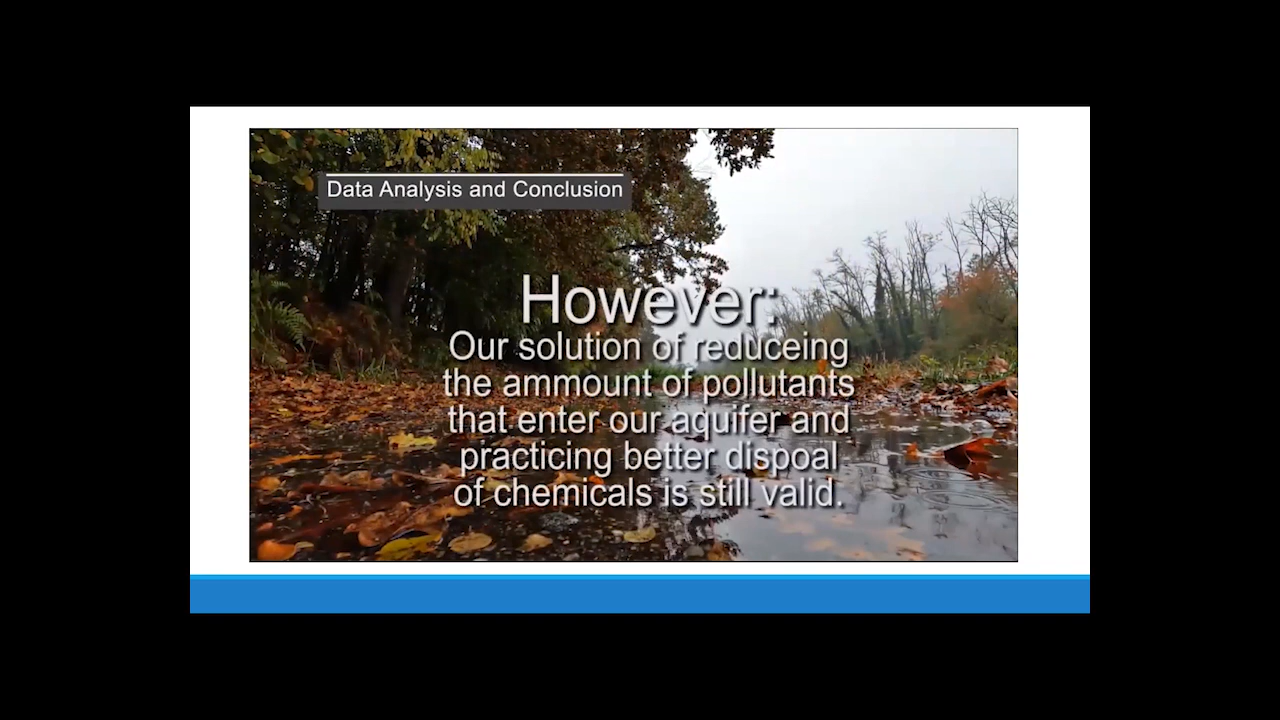 Data Analysis and Conclusion
However:
Our solution of reduceing
the ammount of pollutants
that enter our aquifer and
practicing better dispoal
of chemicals is still valid.